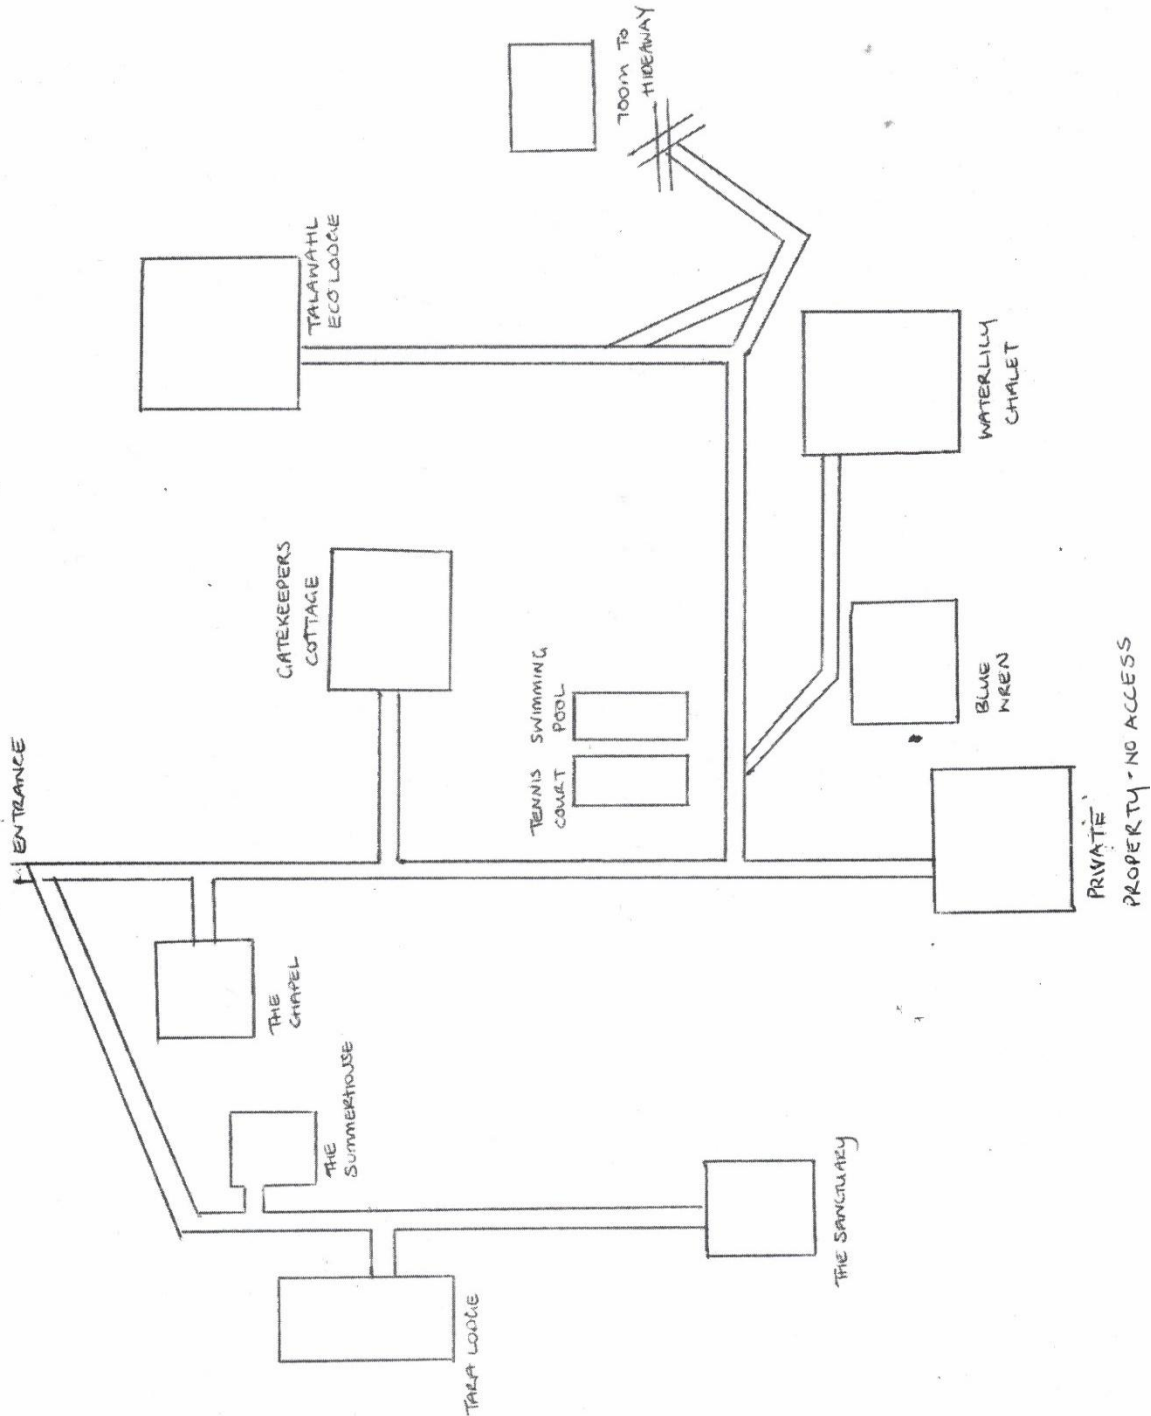 ENTRANCE
THE
CHAPEL
GATEKEEPERS
COTTAGE
TALAWAHL
ECO LODGE
THE
SUMMERHOUSE
TARA LODGE
TENNIS
COURT
SWIMMING
POOL
700m TO
HIDEAWAY
THE SANCTUARY
BLUE
WREN
WATERLILY
CHALET
PRIVATE
PROPERTY - NO ACCESS